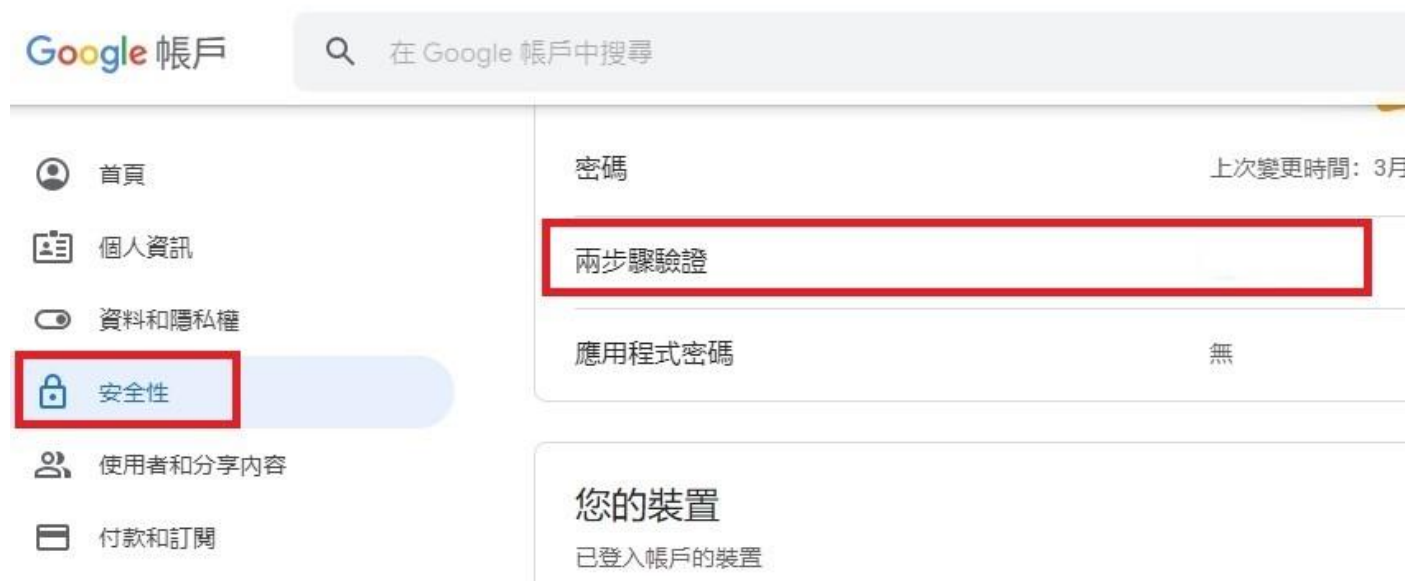 Google 帳戶
在 Google 帳戶中搜尋
首頁
個人資訊
資料和隱私權
安全性
使用者和分享內容
付款和訂閱
密碼 上次變更時間：3月
兩步驟驗證
應用程式密碼 無
您的裝置
已登入帳戶的裝置